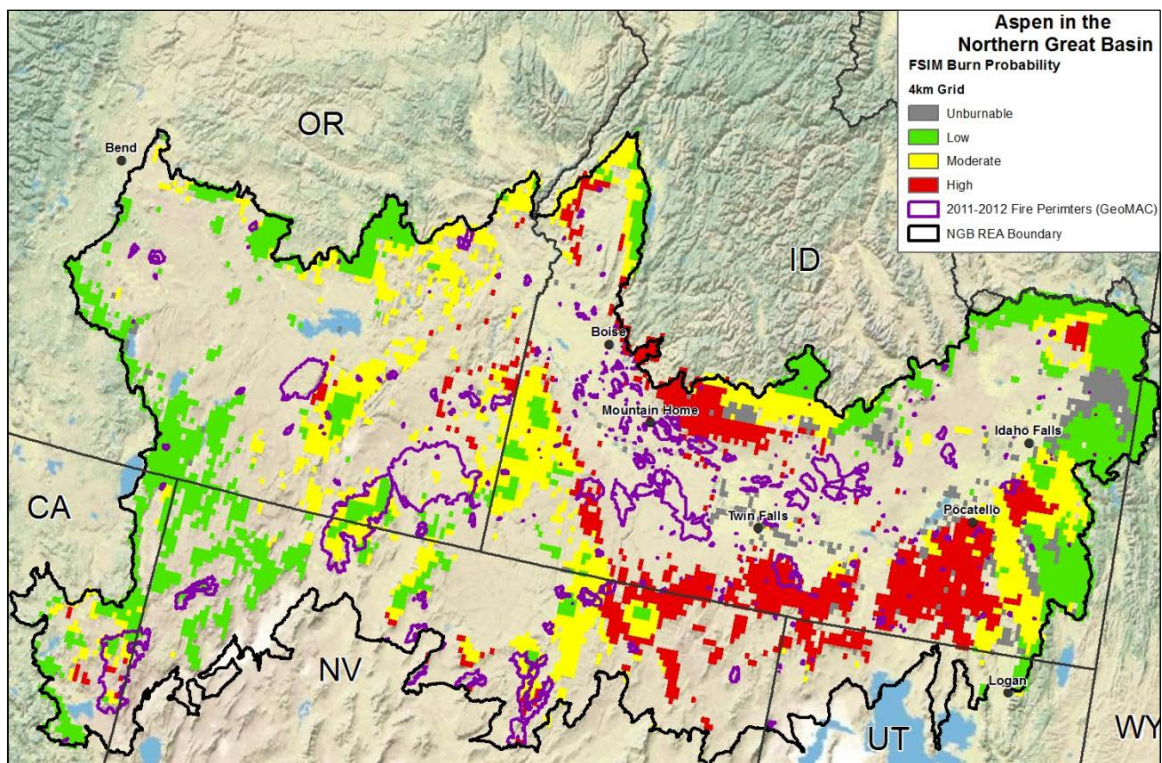 Aspen in the
Northern Great Basin
FSIM Burn Probability
4km Grid
Unburnable
Low
Moderate
High
2011-2012 Fire Perimters (GeoMAC)
NGB REA Boundary
OR
Bend
ID
Boise
Mountain Home
Idaho Falls
CA
Pocatello
Twin Falls
NV
Logan
UT
WY